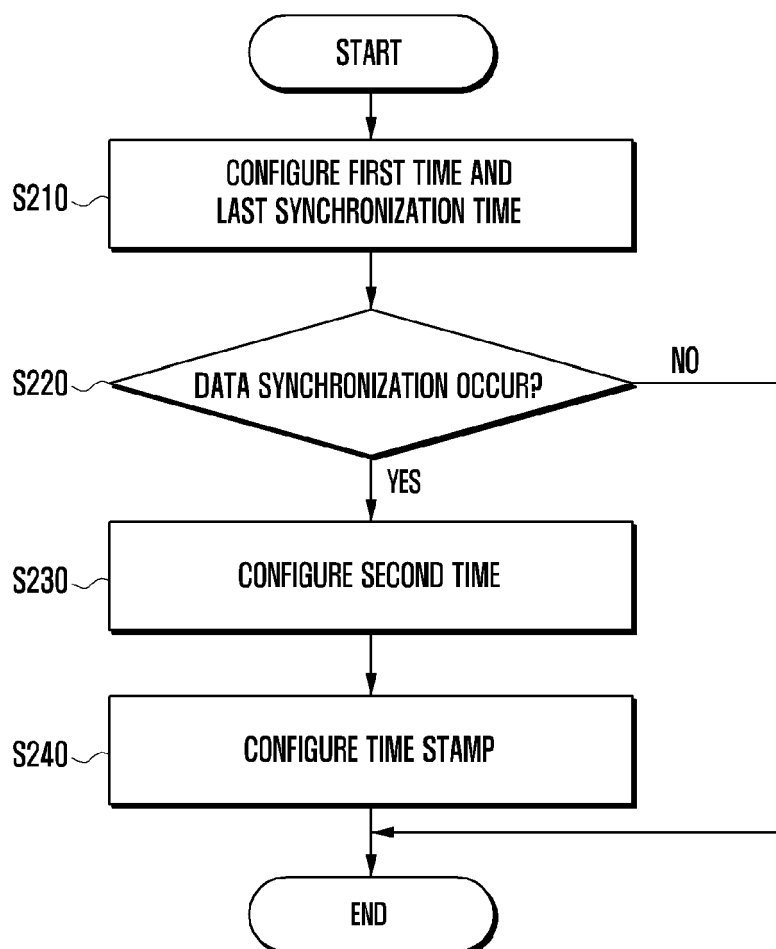 START
S210
CONFIGURE FIRST TIME AND
LAST SYNCHRONIZATION TIME
S220
DATA SYNCHRONIZATION OCCUR?
NO
YES
S230
CONFIGURE SECOND TIME
S240
CONFIGURE TIME STAMP
END